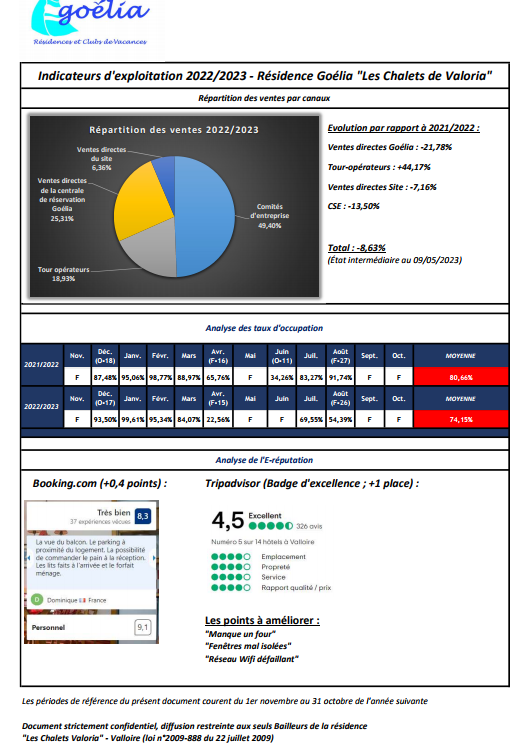 goélia
Résidences et Clubs de Vacances
Indicateurs d'exploitation 2022/2023 - Résidence Goélia "Les Chalets de Valoria"
Répartition des ventes par canaux
Répartition des ventes 2022/2023
Ventes directes
du site
6,36%
Ventes directes
de la centrale
de réservation
Goélia
25,31%
Tour opérateurs
18,93%
Comités
d'entreprise
49,40%
Evolution par rapport à 2021/2022 :
Ventes directes Goélia : -21,78%
Tour-opérateurs : +44,17%
Ventes directes Site : -7,16%
CSE : -13,50%
Total : -8,63%
(État intermédiaire au 09/05/2023)
Analyse des taux d'occupation
2021/2022 Nov. Déc. (O•18) Janv. Févr. Mars Avr. (F•16) Mai Juin (O•11) Juil. Août (F•27) Sept. Oct. MOYENNE
F 87,48% 95,06% 98,77% 88,97% 65,76% F 34,26% 83,27% 91,74% F F 80,66%
2022/2023 Nov. Déc. (O•17) Janv. Févr. Mars Avr. (F•15) Mai Juin Juil. Août (F•26) Sept. Oct. MOYENNE
F 93,50% 99,61% 95,34% 84,07% 22,56% F F 69,55% 54,39% F F 74,15%
Analyse de l'E-réputation
Booking.com (+0,4 points) :
Très bien 8,3
37 expériences vécues
La vue du balcon. Le parking à
proximité du logement. La possibilité
de commander le pain à la réception.
Les lits faits à l'arrivée et le forfait
ménage.
D Dominique France
Personnel 9,1
Tripadvisor (Badge d'excellence ; +1 place) :
4,5 Excellent
326 avis
Numéro 5 sur 14 hôtels à Valloire
Emplacement
Propreté
Service
Rapport qualité / prix
Les points à améliorer :
"Manque un four"
"Fenêtres mal isolées"
"Réseau Wifi défaillant"
Les périodes de référence du présent document courent du 1er novembre au 31 octobre de l'année suivante
Document strictement confidentiel, diffusion restreinte aux seuls Bailleurs de la résidence
"Les Chalets Valoria" - Valloire (loi n°2009-888 du 22 juillet 2009)